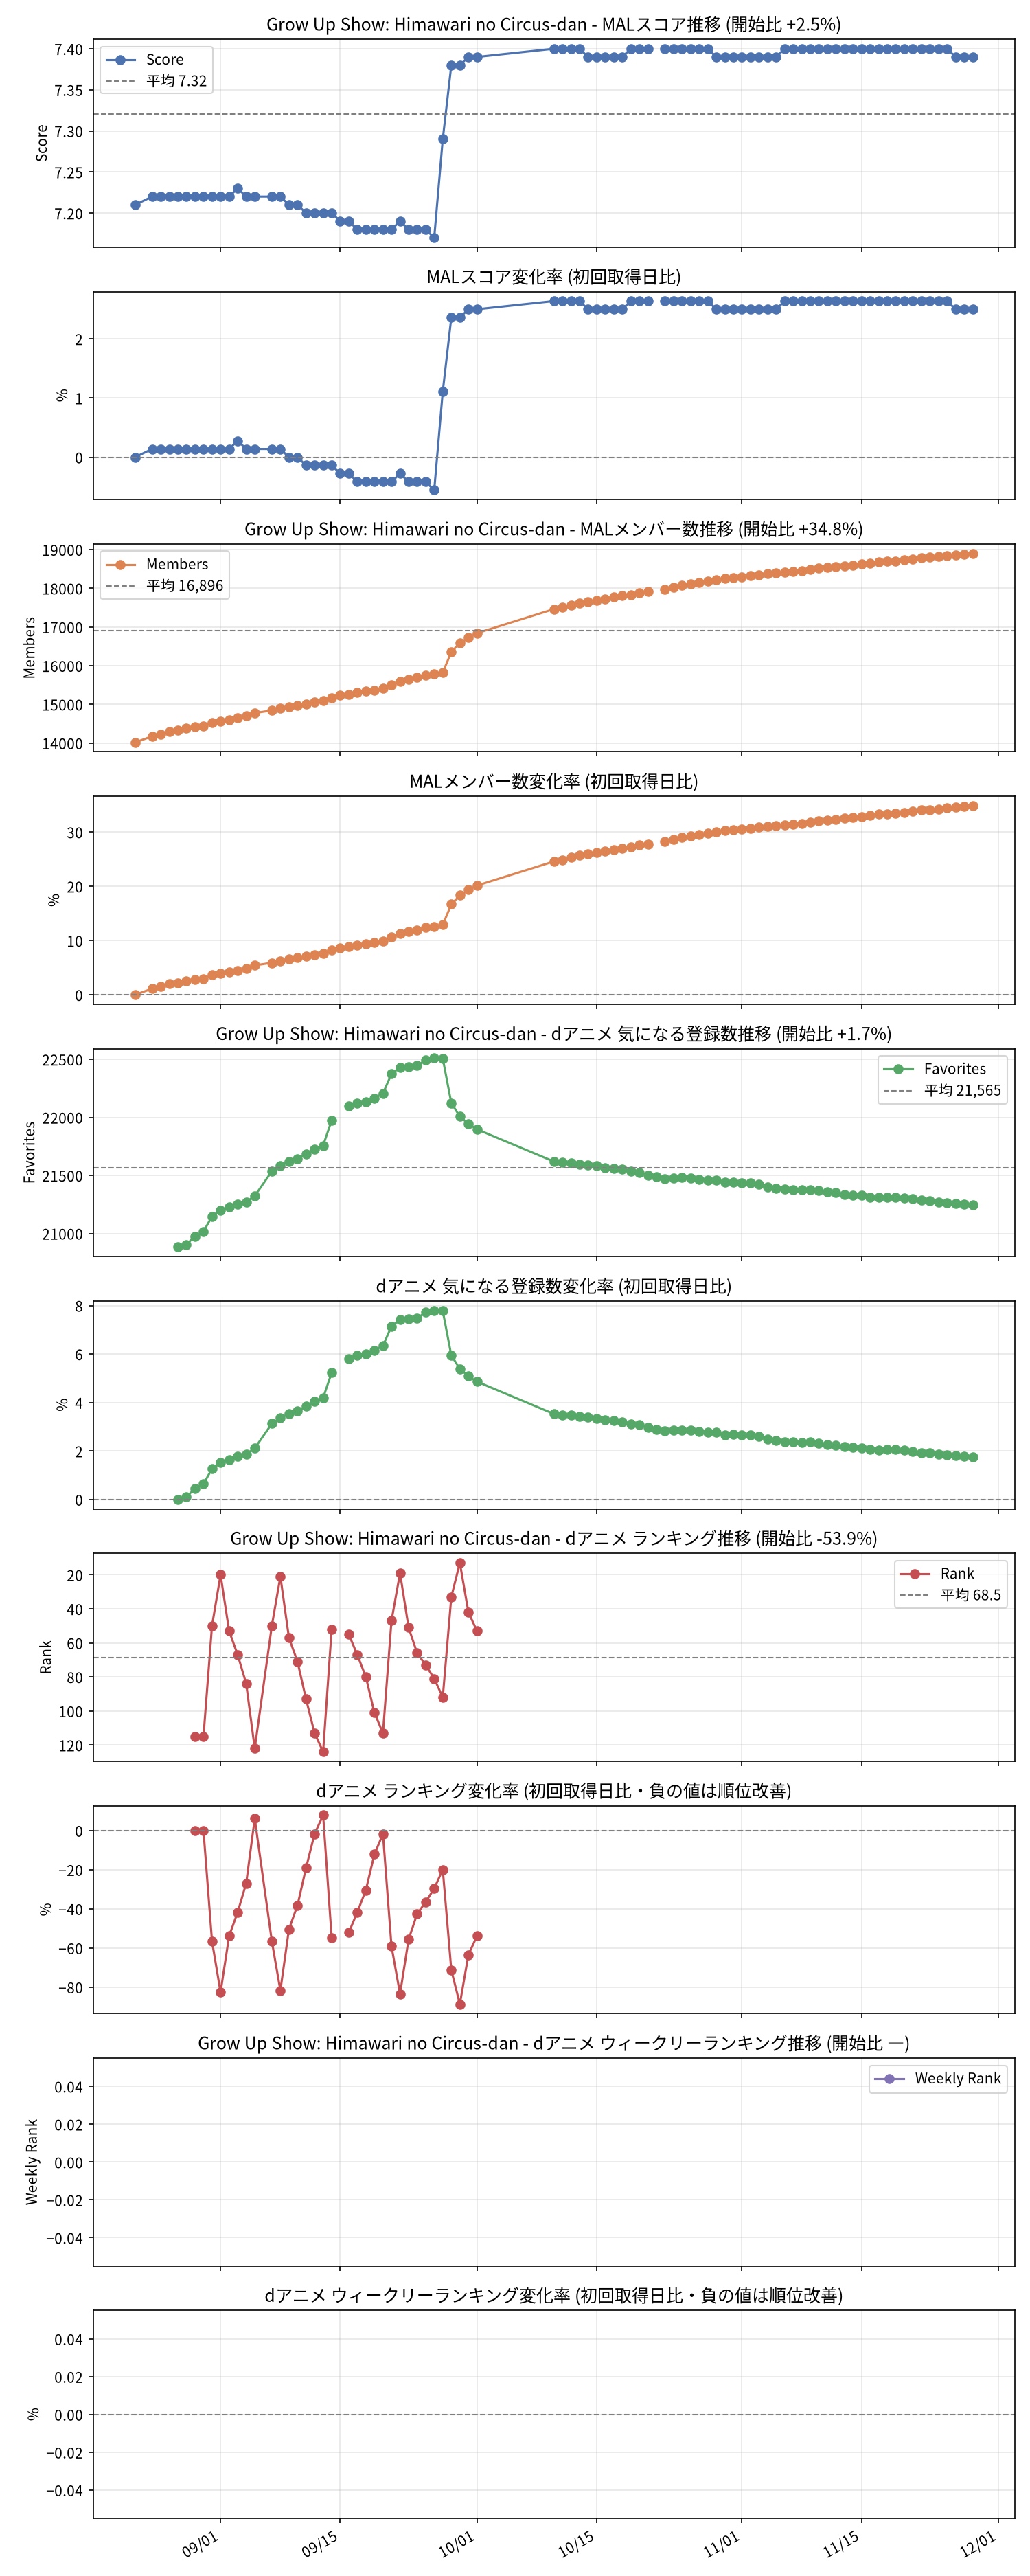 Grow Up Show: Himawari no Circus-dan - MALスコア推移 (開始比 +2.5%)
Score
平均 7.32
7.40
7.35
7.30
7.25
7.20
Score
MALスコア変化率 (初回取得日比)
2
1
0
%
Grow Up Show: Himawari no Circus-dan - MALメンバー数推移 (開始比 +34.8%)
Members
平均 16,896
19000
18000
17000
16000
15000
14000
Members
MALメンバー数変化率 (初回取得日比)
30
20
10
0
%
Grow Up Show: Himawari no Circus-dan - dアニメ 気になる登録数推移 (開始比 +1.7%)
Favorites
平均 21,565
22500
22000
21500
21000
Favorites
dアニメ 気になる登録数変化率 (初回取得日比)
8
6
4
2
0
%
Grow Up Show: Himawari no Circus-dan - dアニメ ランキング推移 (開始比 -53.9%)
Rank
平均 68.5
20
40
60
80
100
120
Rank
dアニメ ランキング変化率 (初回取得日比・負の値は順位改善)
0
−20
−40
−60
−80
%
Grow Up Show: Himawari no Circus-dan - dアニメ ウィークリーランキング推移 (開始比 —)
Weekly Rank
0.04
0.02
0.00
−0.02
−0.04
Weekly Rank
dアニメ ウィークリーランキング変化率 (初回取得日比・負の値は順位改善)
0.04
0.02
0.00
−0.02
−0.04
%
09/01
09/15
10/01
10/15
11/01
11/15
12/01